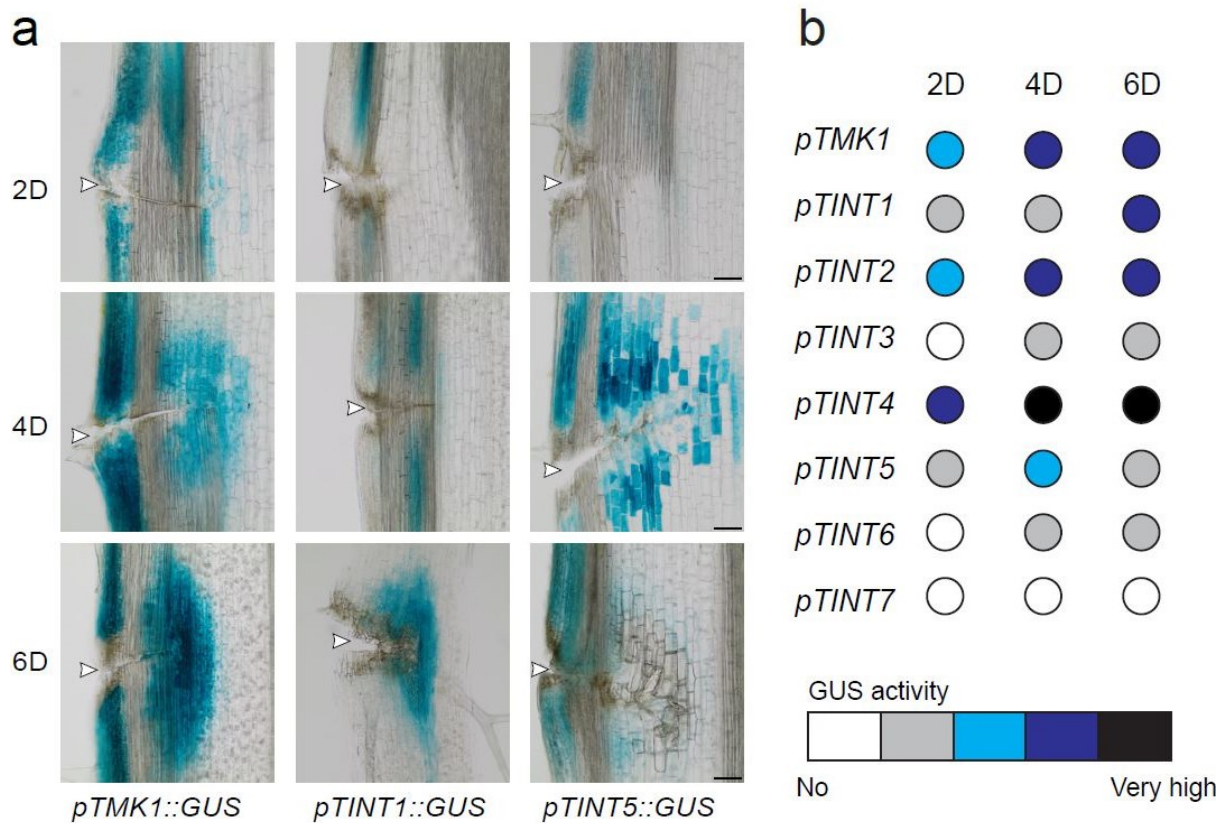 a
2D
4D
6D
pTMK1::GUS pTINT1::GUS pTINT5::GUS
b
2D 4D 6D
pTMK1
pTINT1
pTINT2
pTINT3
pTINT4
pTINT5
pTINT6
pTINT7
GUS activity
No Very high